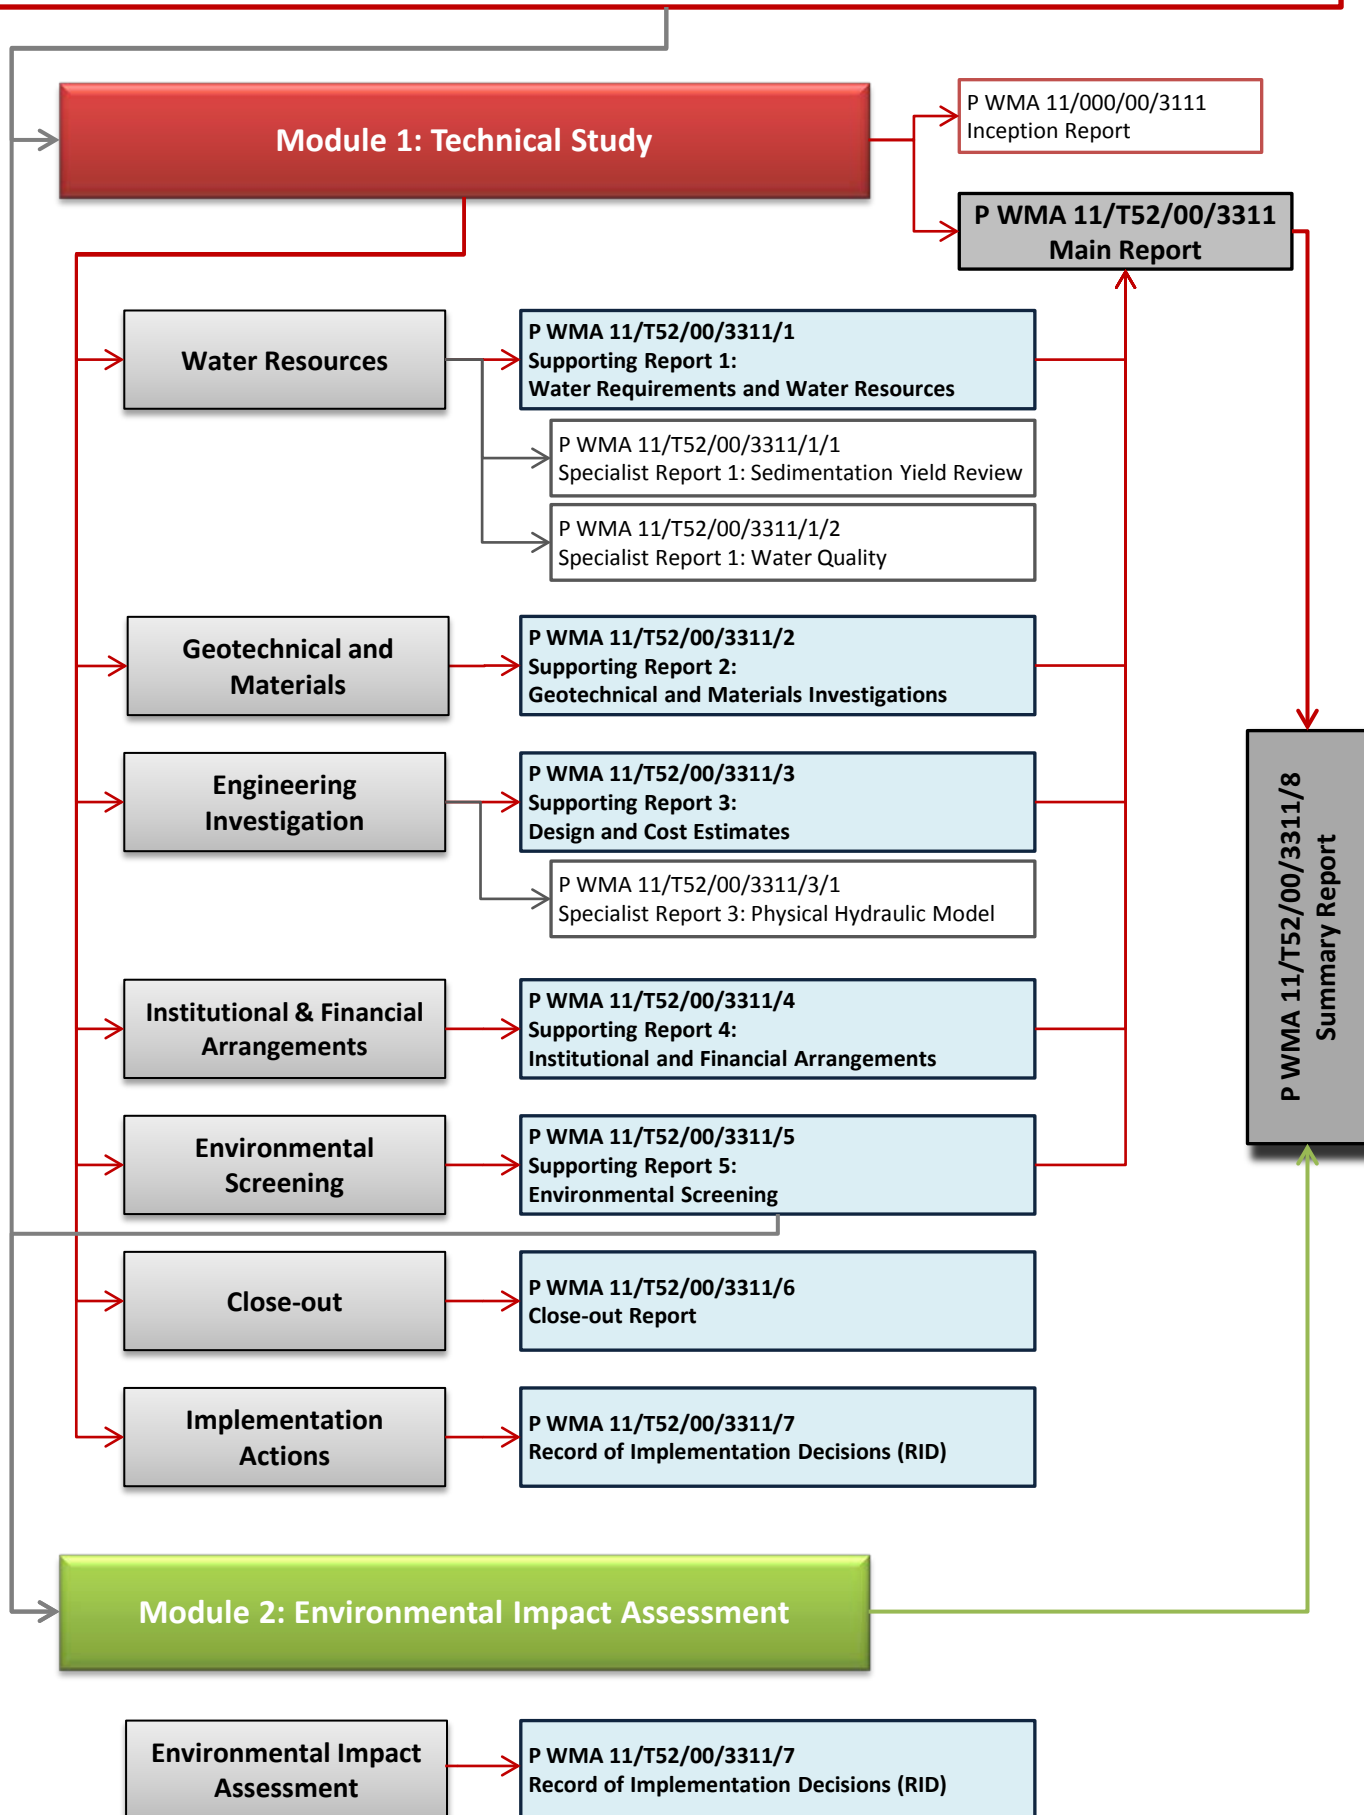 Module 1: Technical Study
P WMA 11/000/00/3111
Inception Report
P WMA 11/T52/00/3311
Main Report
Water Resources
P WMA 11/T52/00/3311/1
Supporting Report 1:
Water Requirements and Water Resources
P WMA 11/T52/00/3311/1/1
Specialist Report 1: Sedimentation Yield Review
P WMA 11/T52/00/3311/1/2
Specialist Report 1: Water Quality
Geotechnical and
Materials
P WMA 11/T52/00/3311/2
Supporting Report 2:
Geotechnical and Materials Investigations
Engineering
Investigation
P WMA 11/T52/00/3311/3
Supporting Report 3:
Design and Cost Estimates
P WMA 11/T52/00/3311/3/1
Specialist Report 3: Physical Hydraulic Model
P WMA 11/T52/00/3311/8
Summary Report
Institutional & Financial
Arrangements
P WMA 11/T52/00/3311/4
Supporting Report 4:
Institutional and Financial Arrangements
Environmental
Screening
P WMA 11/T52/00/3311/5
Supporting Report 5:
Environmental Screening
Close-out
P WMA 11/T52/00/3311/6
Close-out Report
Implementation
Actions
P WMA 11/T52/00/3311/7
Record of Implementation Decisions (RID)
Module 2: Environmental Impact Assessment
Environmental Impact
Assessment
P WMA 11/T52/00/3311/7
Record of Implementation Decisions (RID)